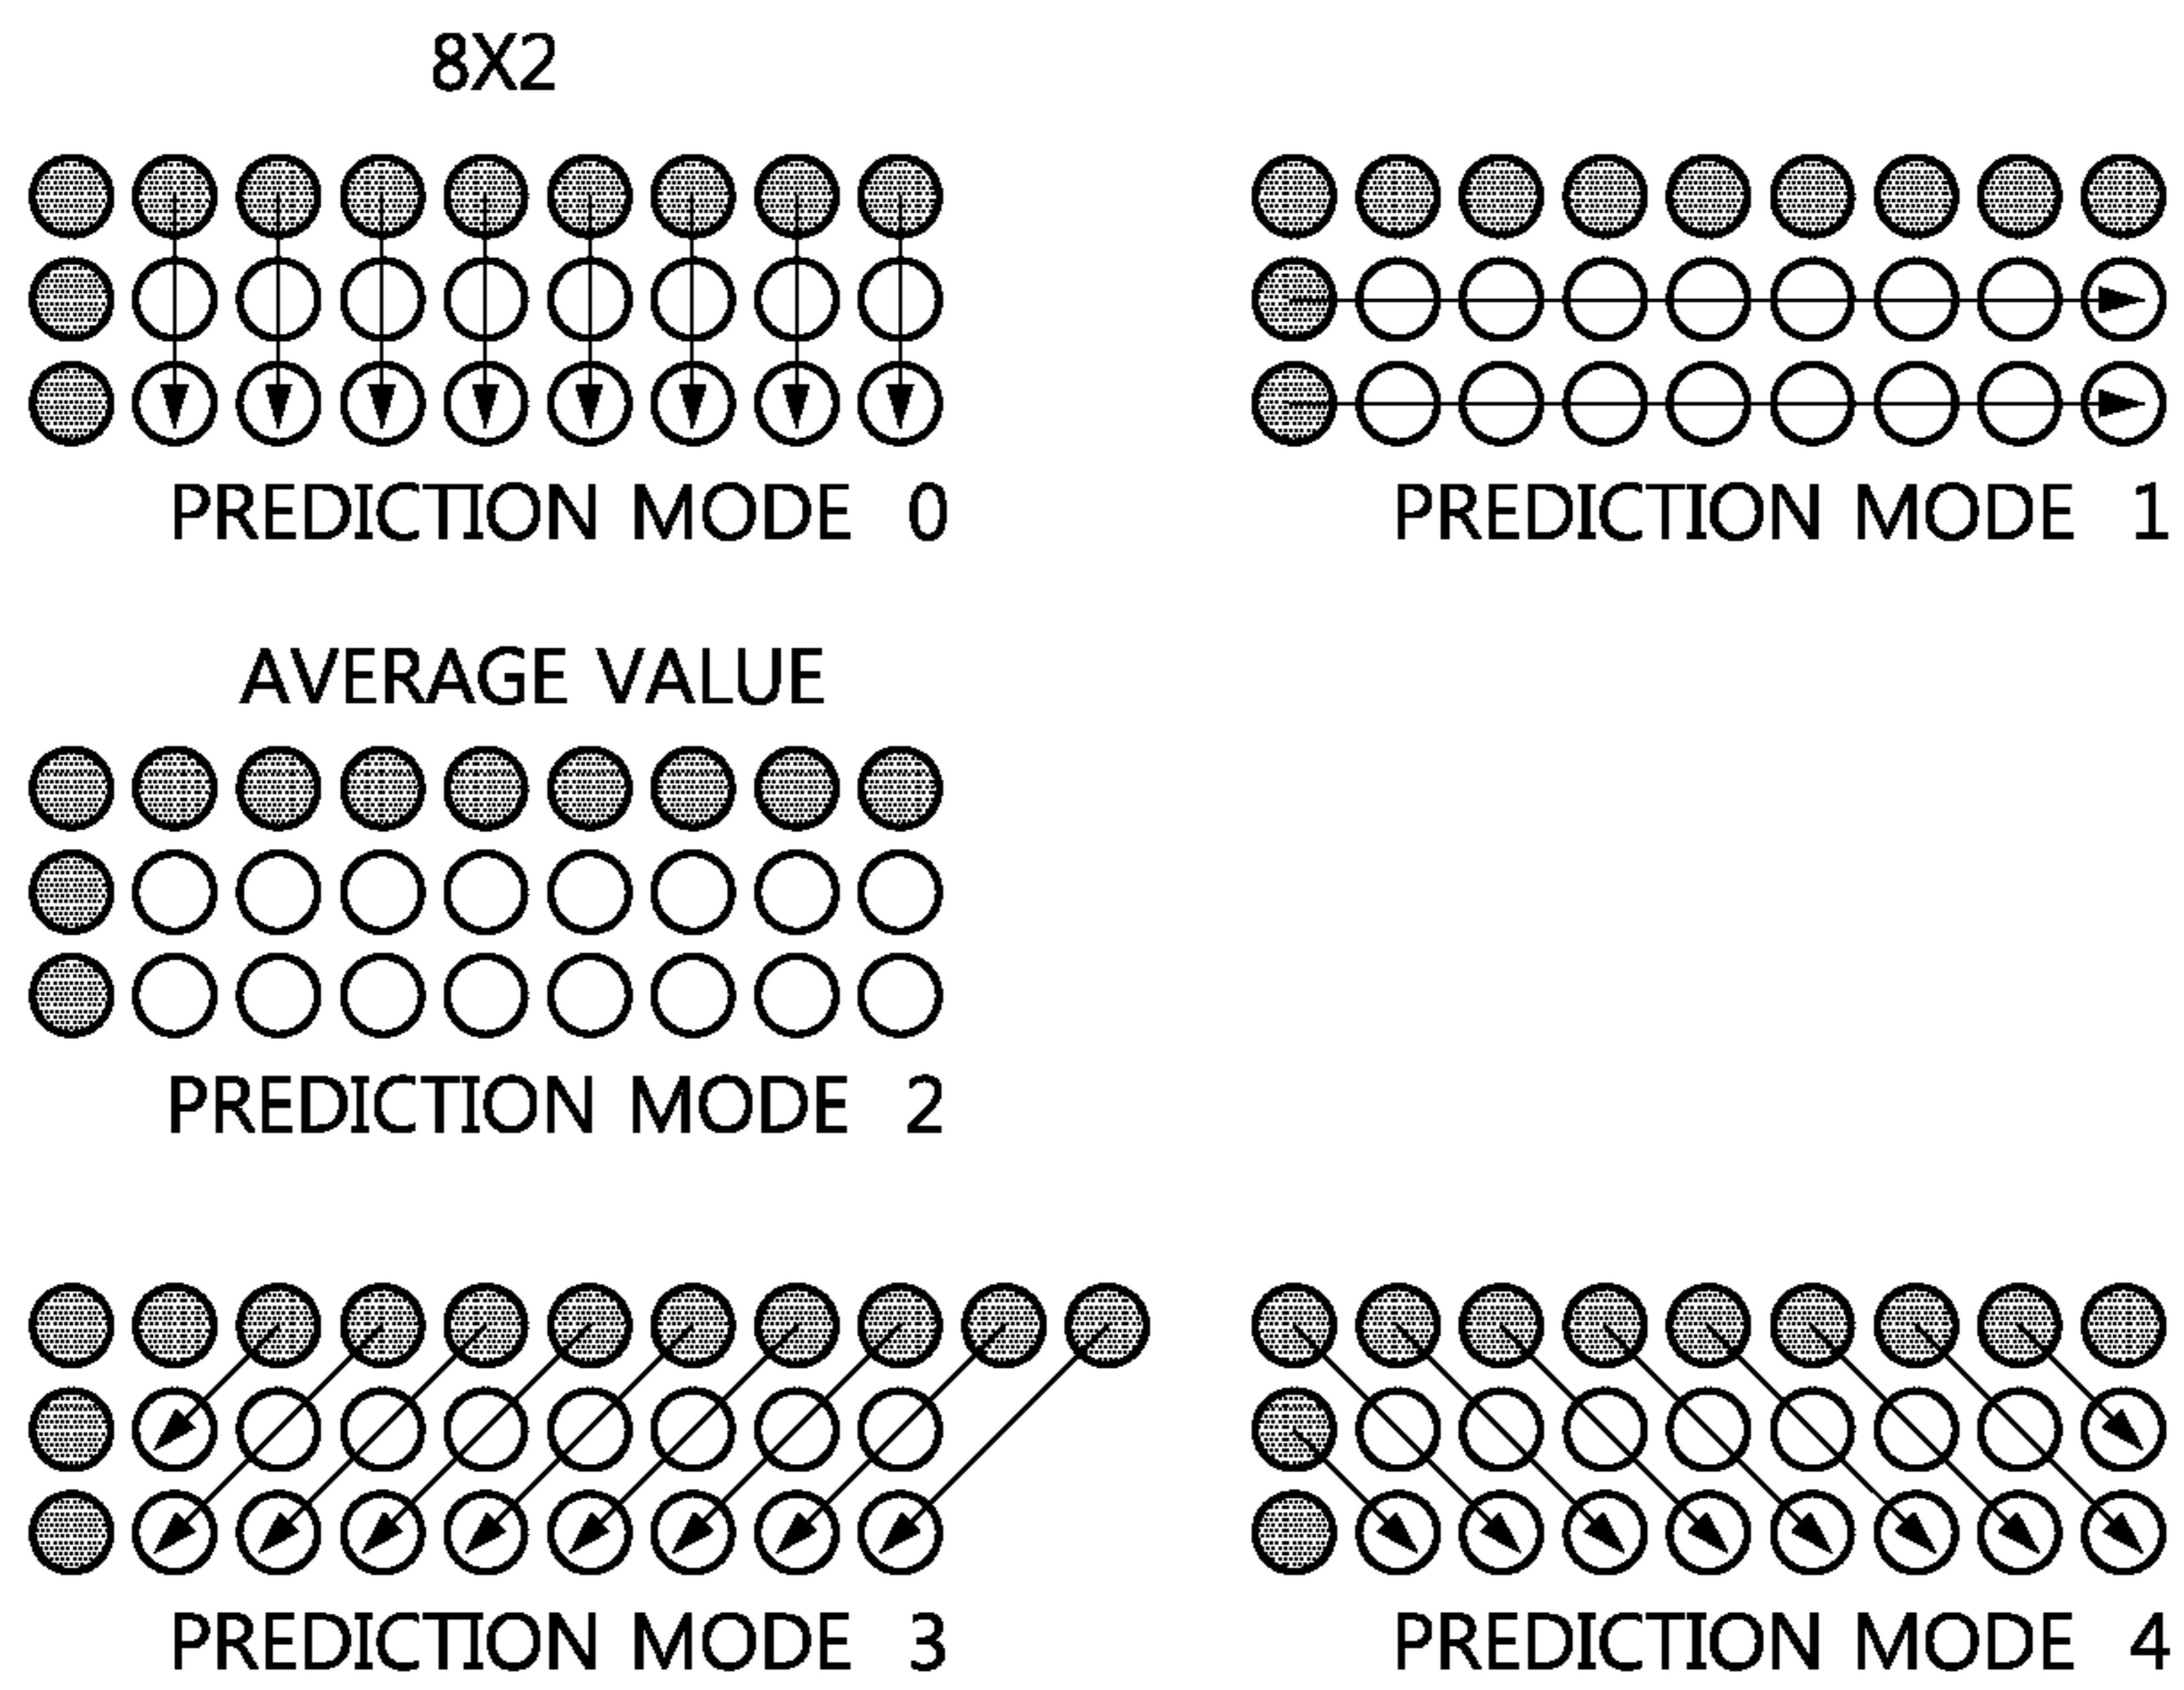 8X2
PREDICTION MODE 0
PREDICTION MODE 1
AVERAGE VALUE
PREDICTION MODE 2
PREDICTION MODE 3
PREDICTION MODE 4